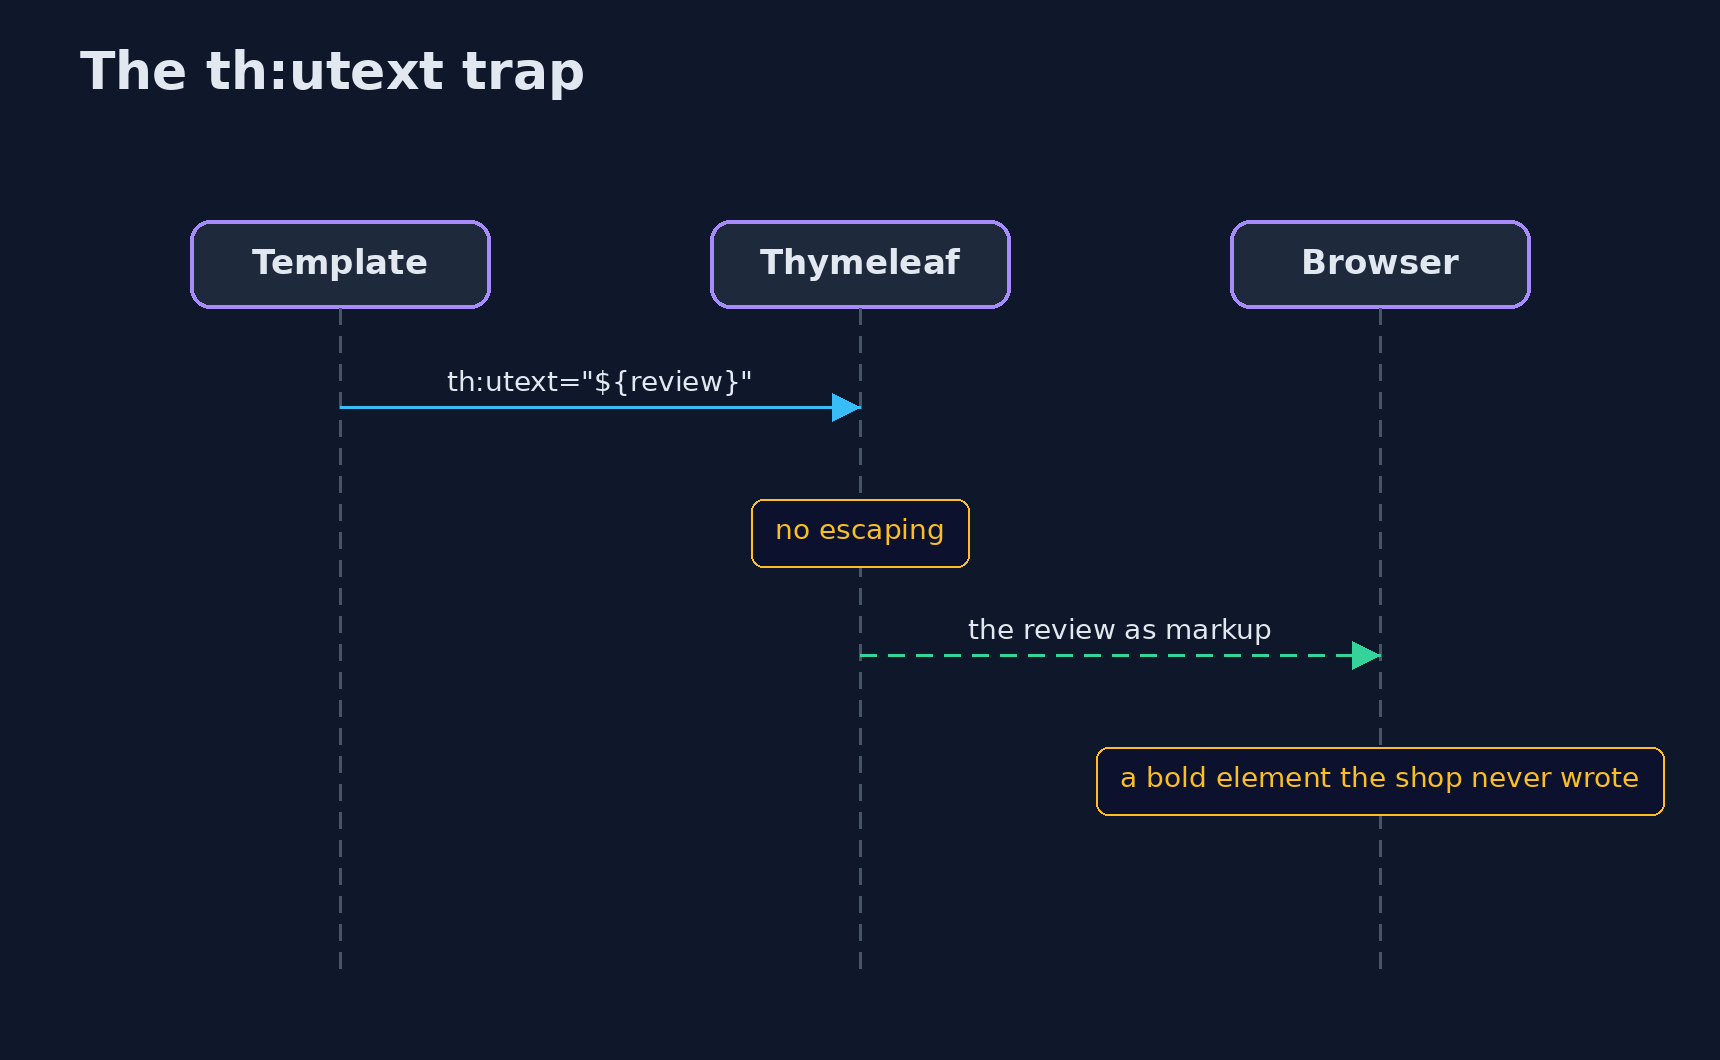 The th:utext trap
Template
Thymeleaf
Browser
th:utext="${review}"
no escaping
the review as markup
a bold element the shop never wrote